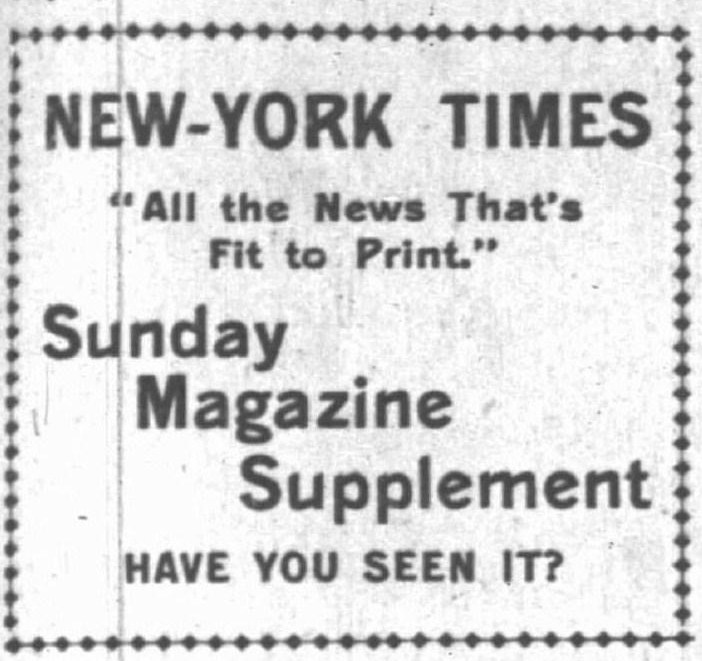 NEW-YORK TIMES
"All the News That's
Fit to Print."
Sunday
Magazine
Supplement
HAVE YOU SEEN IT?